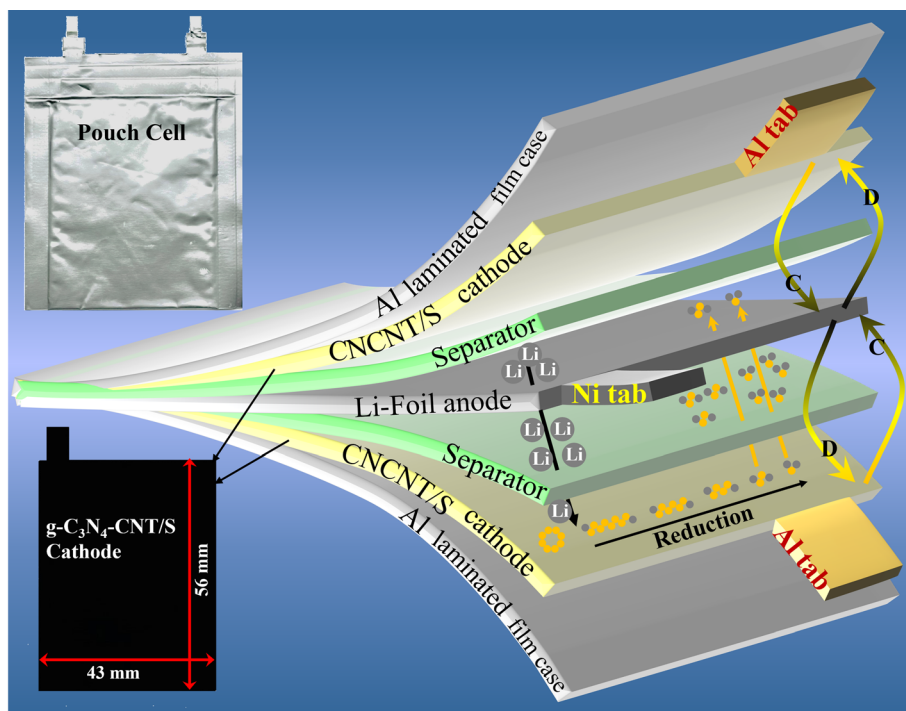 Pouch Cell
Al laminated film case
Al tab
CNCNT/S cathode
Separator
D
C
C
D
Li
Li
Li
Li-Foil anode
Ni tab
Li
Li
Li
Li
Separator
Li
CNCNT/S cathode
Reduction
Al tab
Al laminated film case
g-C₃N₄-CNT/S
Cathode
56 mm
43 mm